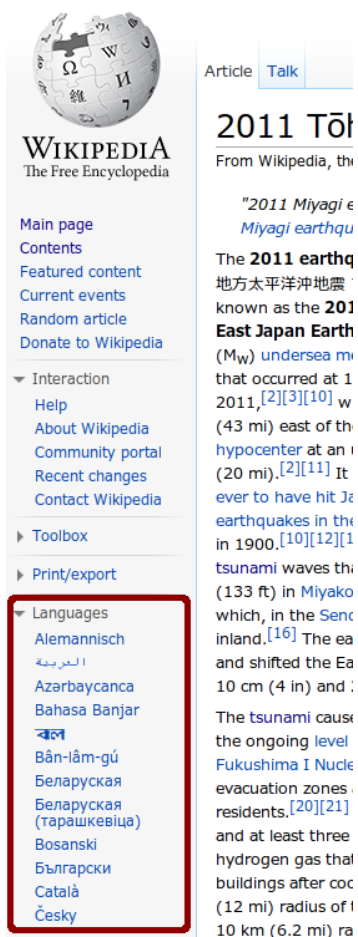 Ω W И
維 7
WIKIPEDIA
The Free Encyclopedia
Main page
Contents
Featured content
Current events
Random article
Donate to Wikipedia
Interaction
Help
About Wikipedia
Community portal
Recent changes
Contact Wikipedia
Toolbox
Print/export
Languages
Alemannisch
العربية
Azərbaycanca
Bahasa Banjar
Bân-lâm-gú
Беларуская
Беларуская
(тарашкевіца)
Bosanski
Български
Català
Česky
Article Talk
2011 Tōh
From Wikipedia, the
"2011 Miyagi e
Miyagi earthqu
The 2011 earthq
地方太平洋沖地震
known as the 201
East Japan Earth
(MW) undersea me
that occurred at 1
2011,[2][3][10] w
(43 mi) east of the
hypocenter at an u
(20 mi).[2][11] It
ever to have hit Ja
earthquakes in the
in 1900.[10][12][1
tsunami waves tha
(133 ft) in Miyako
which, in the Send
inland.[16] The ea
and shifted the Ea
10 cm (4 in) and
The tsunami cause
the ongoing level
Fukushima I Nucle
evacuation zones a
residents.[20][21]
and at least three
hydrogen gas that
buildings after coo
(12 mi) radius of t
10 km (6.2 mi) ra